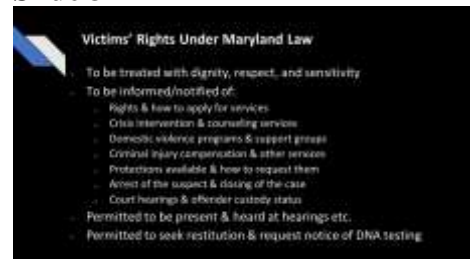 Victims' Rights Under Maryland Law
To be treated with dignity, respect, and sensitivity
To be informed/notified of:
Rights & how to apply for services
Crisis intervention & counseling services
Domestic violence programs & support groups
Criminal injury compensation & other services
Protections available & how to request them
Arrest of the suspect & closing of the case
Court hearings & offender custody status
Permitted to be present & heard at hearings etc.
Permitted to seek restitution & request notice of DNA testing